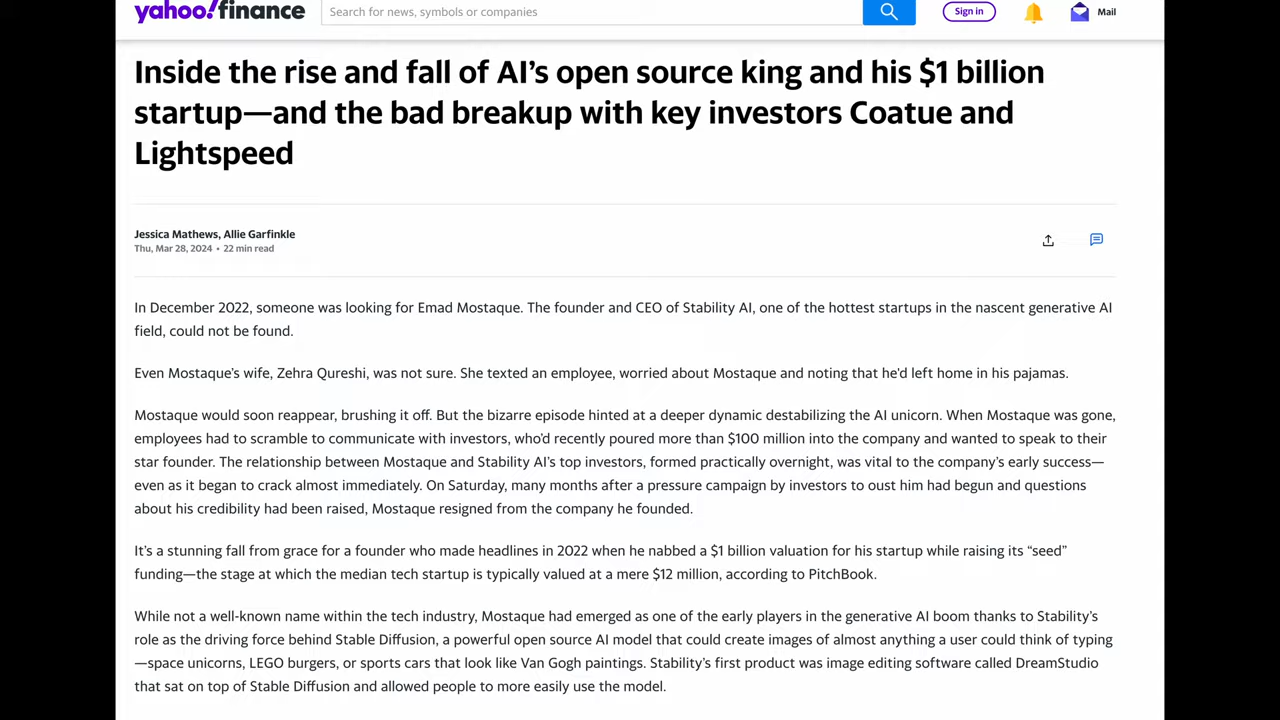 yahoo!finance
Search for news, symbols or companies
Sign in
Mail
Inside the rise and fall of AI’s open source king and his $1 billion
startup—and the bad breakup with key investors Coatue and
Lightspeed
Jessica Mathews, Allie Garfinkle
Thu, Mar 28, 2024 • 22 min read
In December 2022, someone was looking for Emad Mostaque. The founder and CEO of Stability AI, one of the hottest startups in the nascent generative AI
field, could not be found.
Even Mostaque’s wife, Zehra Qureshi, was not sure. She texted an employee, worried about Mostaque and noting that he’d left home in his pajamas.
Mostaque would soon reappear, brushing it off. But the bizarre episode hinted at a deeper dynamic destabilizing the AI unicorn. When Mostaque was gone,
employees had to scramble to communicate with investors, who’d recently poured more than $100 million into the company and wanted to speak to their
star founder. The relationship between Mostaque and Stability AI’s top investors, formed practically overnight, was vital to the company’s early success—
even as it began to crack almost immediately. On Saturday, many months after a pressure campaign by investors to oust him had begun and questions
about his credibility had been raised, Mostaque resigned from the company he founded.
It’s a stunning fall from grace for a founder who made headlines in 2022 when he nabbed a $1 billion valuation for his startup while raising its “seed”
funding—the stage at which the median tech startup is typically valued at a mere $12 million, according to PitchBook.
While not a well-known name within the tech industry, Mostaque had emerged as one of the early players in the generative AI boom thanks to Stability’s
role as the driving force behind Stable Diffusion, a powerful open source AI model that could create images of almost anything a user could think of typing
—space unicorns, LEGO burgers, or sports cars that look like Van Gogh paintings. Stability’s first product was image editing software called DreamStudio
that sat on top of Stable Diffusion and allowed people to more easily use the model.